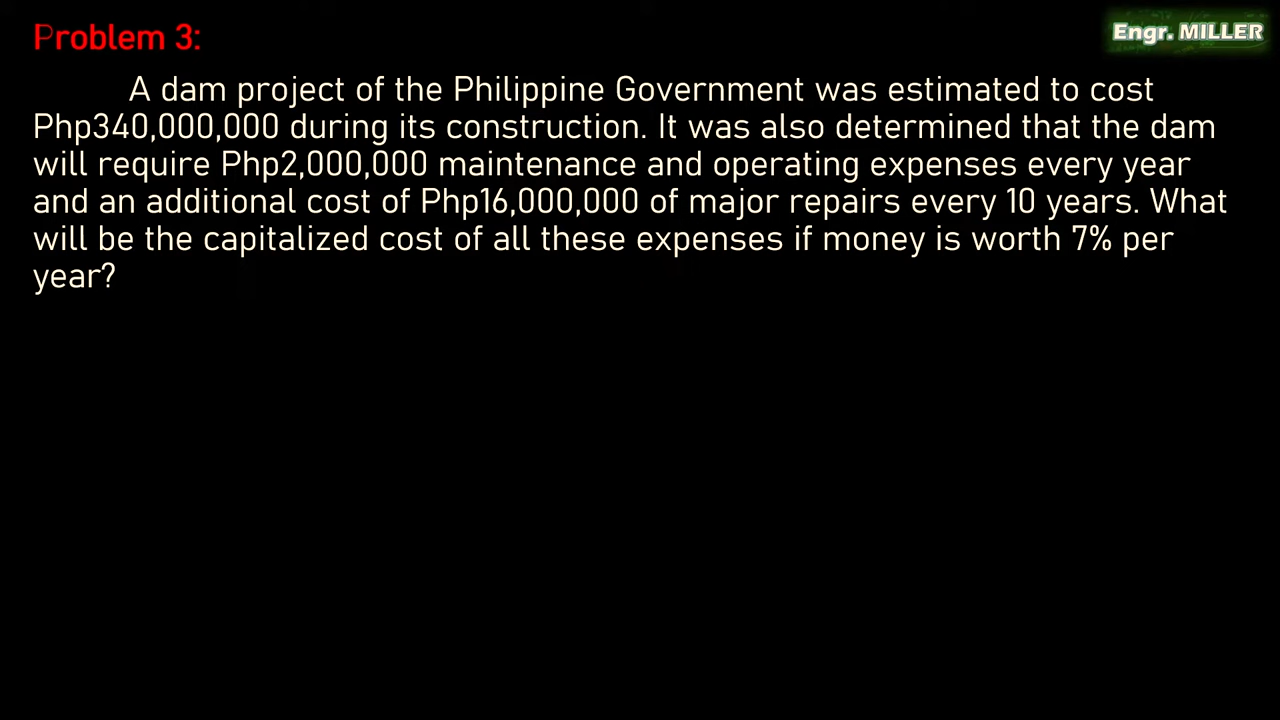 Problem 3:
Engr. MILLER
A dam project of the Philippine Government was estimated to cost
Php340,000,000 during its construction. It was also determined that the dam
will require Php2,000,000 maintenance and operating expenses every year
and an additional cost of Php16,000,000 of major repairs every 10 years. What
will be the capitalized cost of all these expenses if money is worth 7% per
year?